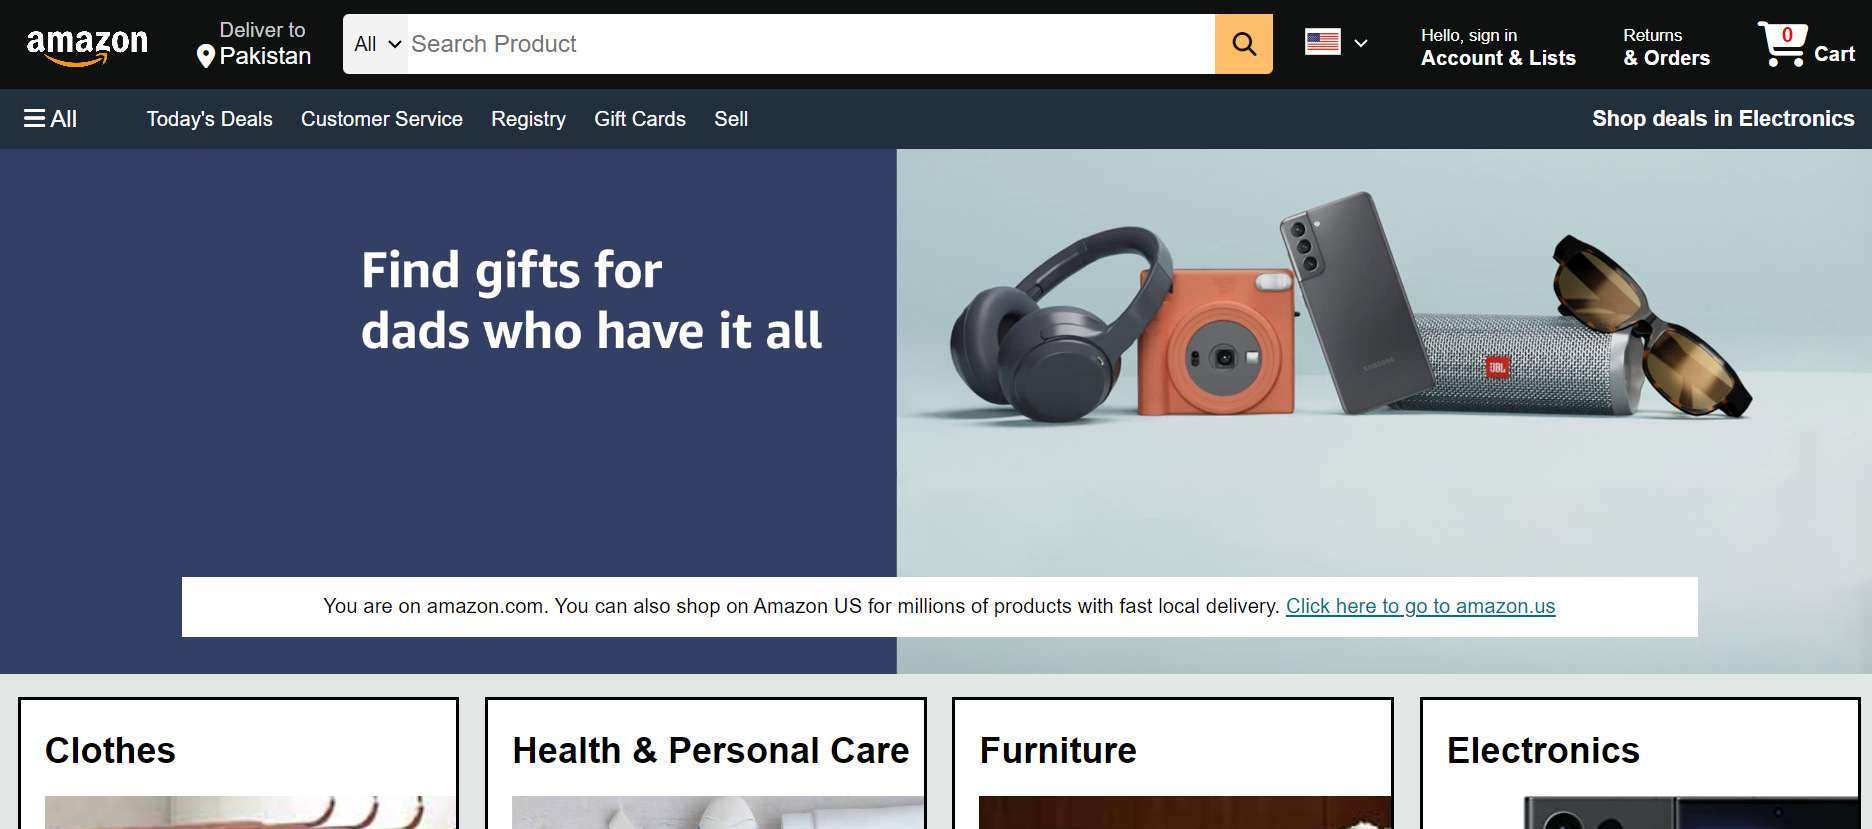 amazon
Deliver to
Pakistan
All
Search Product
Hello, sign in
Account & Lists
Returns
& Orders
0
Cart
All
Today's Deals
Customer Service
Registry
Gift Cards
Sell
Shop deals in Electronics
Find gifts for
dads who have it all
SAMSUNG
JBL
You are on amazon.com. You can also shop on Amazon US for millions of products with fast local delivery. Click here to go to amazon.us
Clothes
Health & Personal Care
Furniture
Electronics